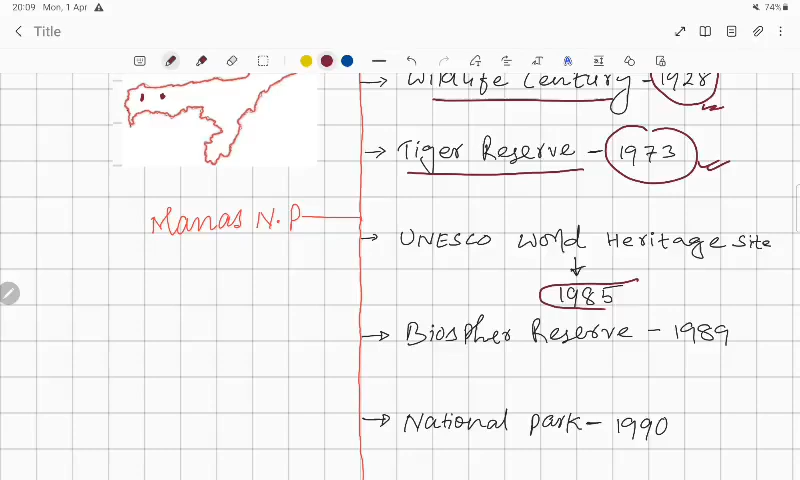 20:09 Mon, 1 Apr
74%
Title
Wildlife Century - 1928
Tiger Reserve - 1973
Manas N.P
UNESCO World Heritage Site
1985
Biospher Reserve - 1989
National park - 1990